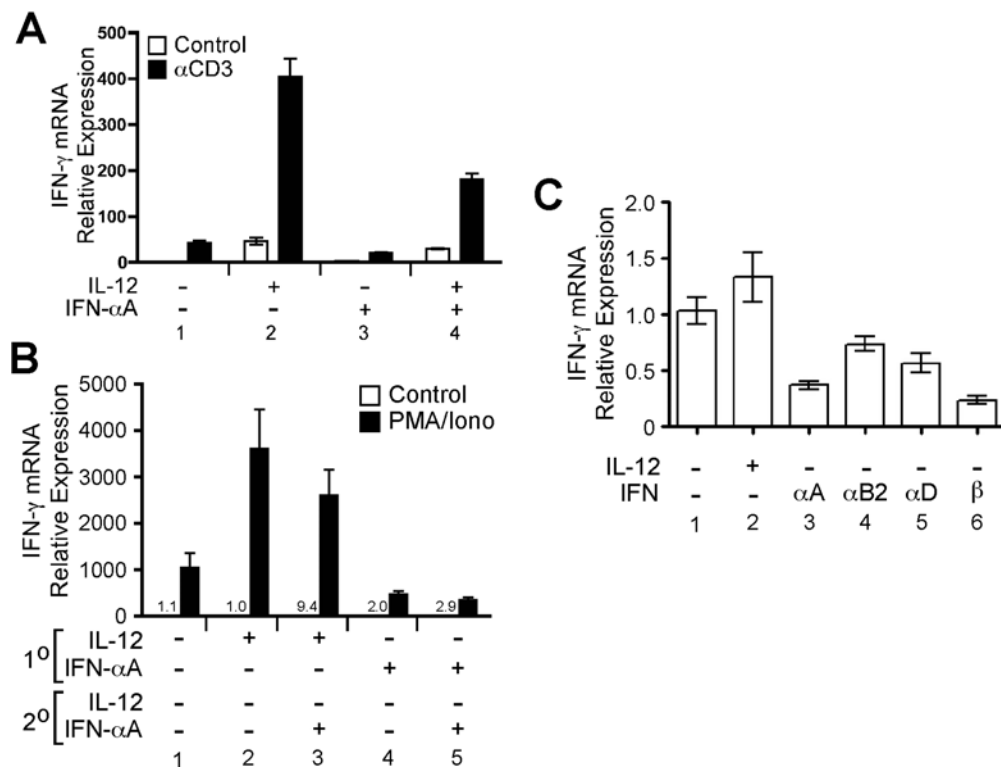 A
IFN-γ mRNA
Relative Expression
500
400
300
200
100
0
Control
αCD3
IL-12 - + - +
IFN-αA - - + +
1 2 3 4
B
IFN-γ mRNA
Relative Expression
5000
4000
3000
2000
1000
0
Control
PMA/Iono
1.1 1.0 9.4 2.0 2.9
1º
IL-12 - + + - -
IFN-αA - - - + +
2º
IL-12 - - - - -
IFN-αA - - + - +
1 2 3 4 5
C
IFN-γ mRNA
Relative Expression
2.0
1.5
1.0
0.5
0
IL-12 - + - - - -
IFN - - αA αB2 αD β
1 2 3 4 5 6